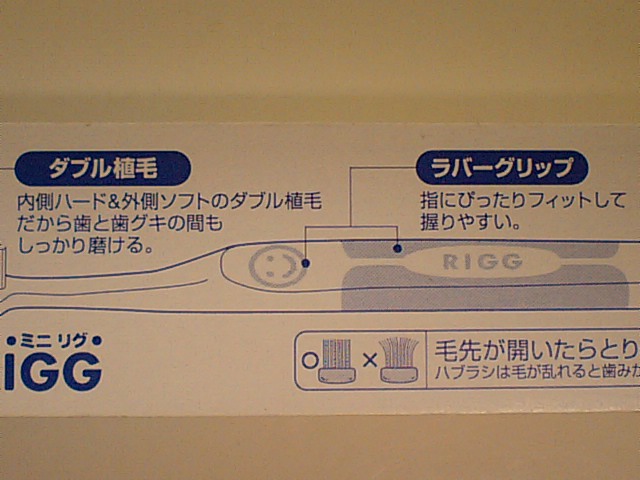 ダブル植毛
内側ハード&外側ソフトのダブル植毛
だから歯と歯グキの間も
しっかり磨ける。
ラバーグリップ
指にぴったりフィットして
握りやすい。
RIGG
•ミニ リグ•
IGG
○ ×
毛先が開いたらとり
ハブラシは毛が乱れると歯みが